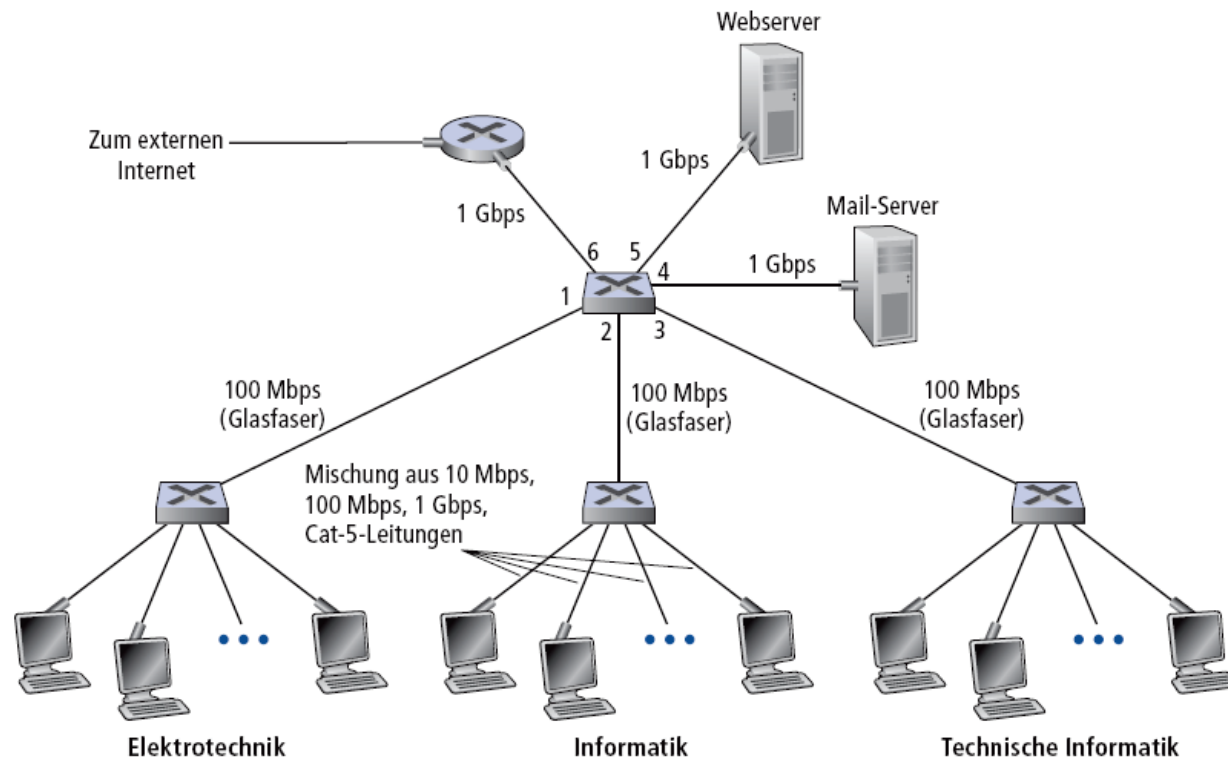 Webserver
Zum externen
Internet
1 Gbps
1 Gbps
Mail-Server
1 Gbps
6
5
4
1
2
3
100 Mbps
(Glasfaser)
100 Mbps
(Glasfaser)
100 Mbps
(Glasfaser)
Mischung aus 10 Mbps,
100 Mbps, 1 Gbps,
Cat-5-Leitungen
Elektrotechnik
Informatik
Technische Informatik